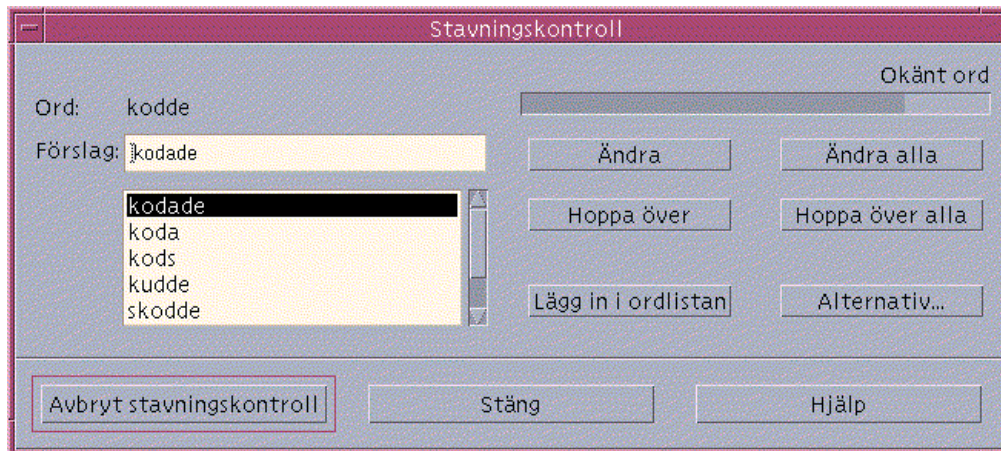 Stavningskontroll
Okänt ord
Ord: kodde
Förslag: kodade
Ändra
Ändra alla
kodade
koda
kods
kudde
skodde
Hoppa över
Hoppa över alla
Lägg in i ordlistan
Alternativ...
Avbryt stavningskontroll
Stäng
Hjälp